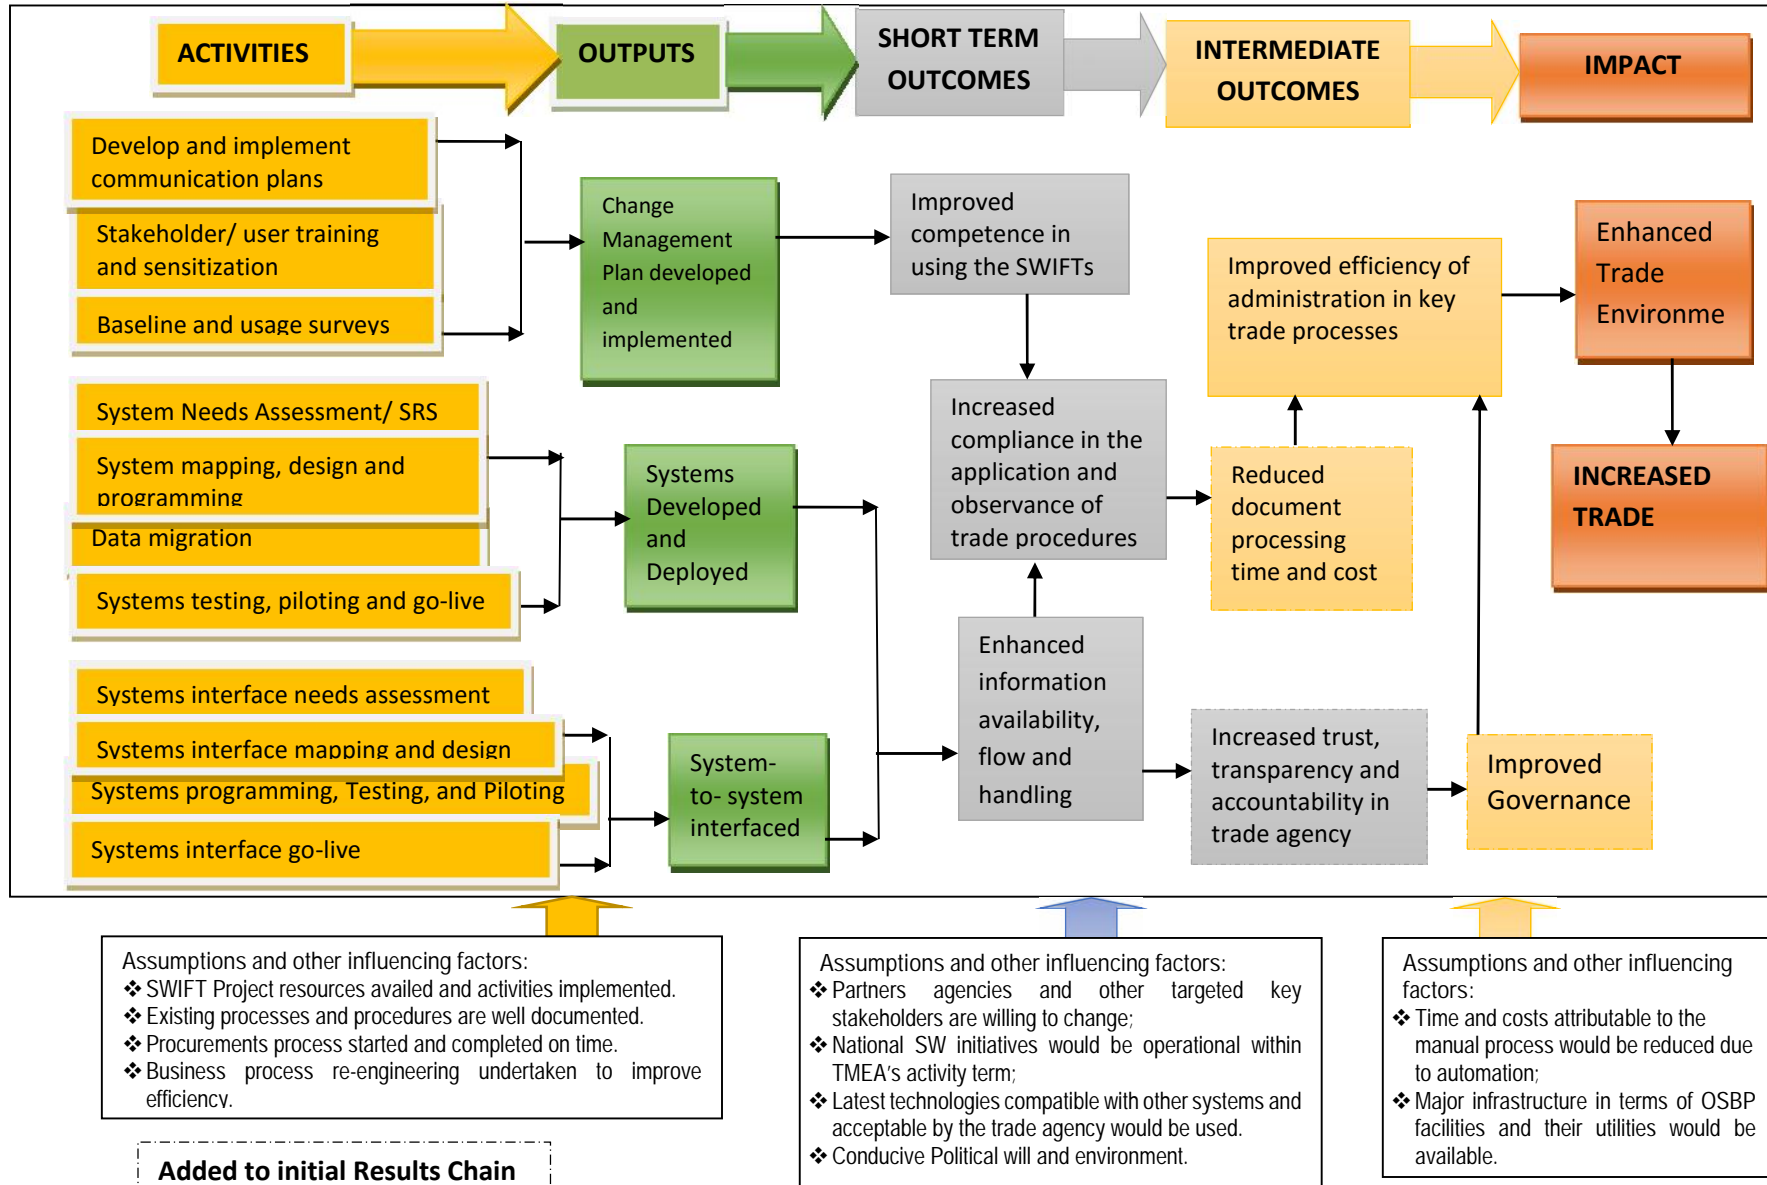 ACTIVITIES
OUTPUTS
SHORT TERM
OUTCOMES
INTERMEDIATE
OUTCOMES
IMPACT
Develop and implement
communication plans
Stakeholder/ user training
and sensitization
Baseline and usage surveys
Change
Management
Plan developed
and
implemented
Improved
competence in
using the SWIFTs
Improved efficiency of
administration in key
trade processes
Enhanced
Trade
Environme
System Needs Assessment/ SRS
System mapping, design and
programming
Data migration
Systems testing, piloting and go-live
Systems
Developed
and
Deployed
Increased
compliance in the
application and
observance of
trade procedures
Reduced
document
processing
time and cost
INCREASED
TRADE
Systems interface needs assessment
Systems interface mapping and design
Systems programming, Testing, and Piloting
Systems interface go-live
System-
to- system
interfaced
Enhanced
information
availability,
flow and
handling
Increased trust,
transparency and
accountability in
trade agency
Improved
Governance
Assumptions and other influencing factors:
❖ SWIFT Project resources availed and activities implemented.
❖ Existing processes and procedures are well documented.
❖ Procurements process started and completed on time.
❖ Business process re-engineering undertaken to improve
efficiency.
Assumptions and other influencing factors:
❖ Partners agencies and other targeted key
stakeholders are willing to change;
❖ National SW initiatives would be operational within
TMEA's activity term;
❖ Latest technologies compatible with other systems and
acceptable by the trade agency would be used.
❖ Conducive Political will and environment.
Assumptions and other influencing
factors:
❖ Time and costs attributable to the
manual process would be reduced due
to automation;
❖ Major infrastructure in terms of OSBP
facilities and their utilities would be
available.
Added to initial Results Chain